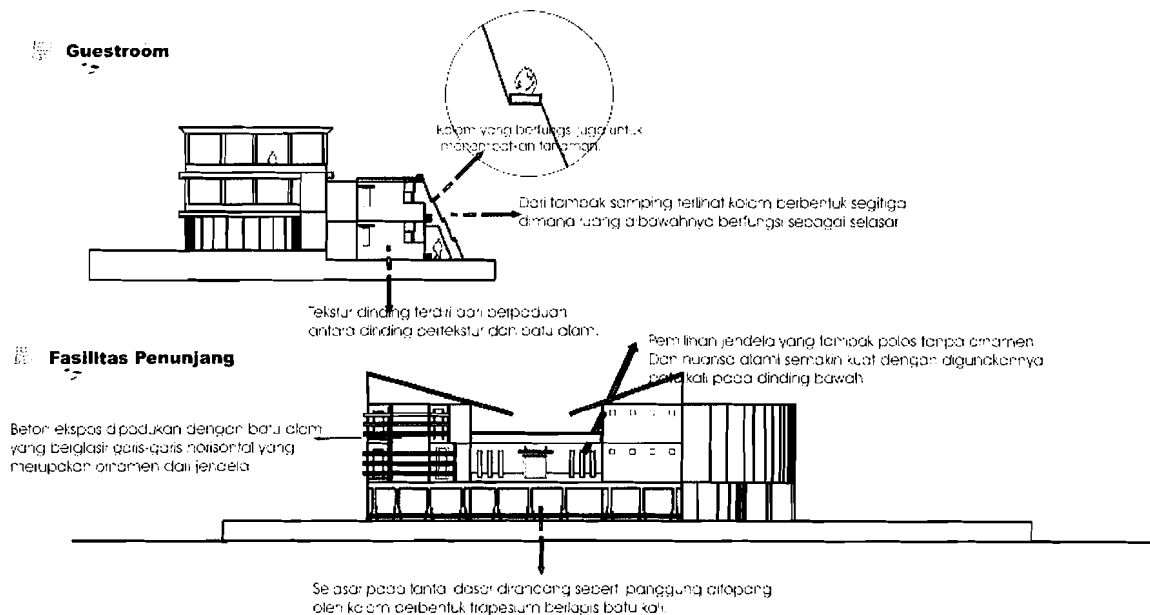 Guestroom
Kolom yang berfungsi juga untuk
menempatkan tanaman.
Dari tampak samping terlihat kolom berbentuk segitiga
dimana ruang dibawahnya berfungsi sebagai selasar
Tekstur dinding terdiri dari perpaduan
antara dinding bertekstur dan batu alam.
Fasilitas Penunjang
Pemilihan jendela yang tampak polos tanpa ornamen
Dan nuansa alami semakin kuat dengan digunakannya
batu kali pada dinding bawah
Beton ekspos dipadukan dengan batu alam
yang berglasir garis-garis horisontal yang
merupakan ornamen dari jendela
Selasar pada lantai dasar dirancang seperti panggung ditopang
oleh kolom berbentuk trapesium berlapis batu kali.